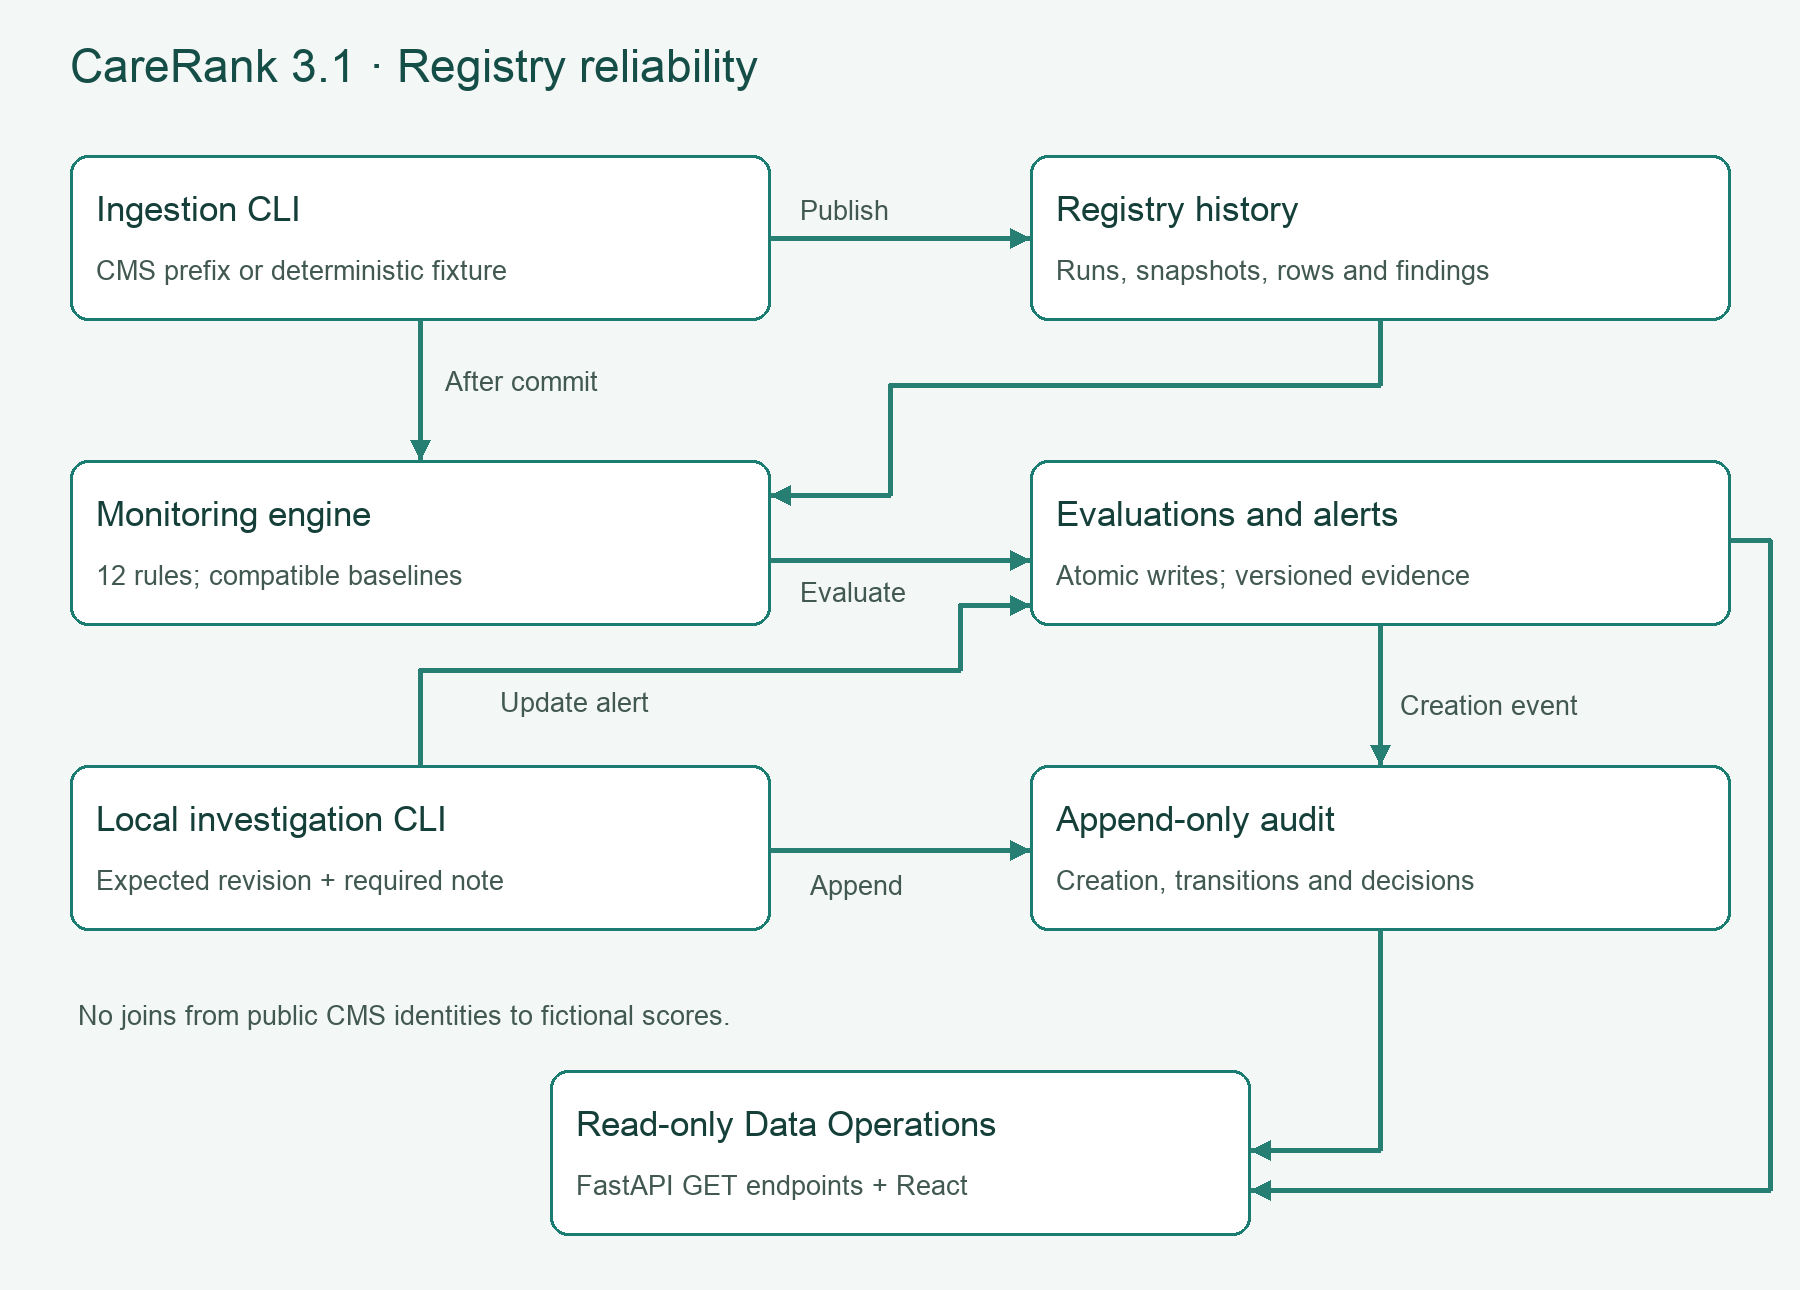 CareRank 3.1 · Registry reliability
Ingestion CLI
CMS prefix or deterministic fixture
Publish
Registry history
Runs, snapshots, rows and findings
After commit
Monitoring engine
12 rules; compatible baselines
Evaluate
Evaluations and alerts
Atomic writes; versioned evidence
Update alert
Creation event
Local investigation CLI
Expected revision + required note
Append
Append-only audit
Creation, transitions and decisions
No joins from public CMS identities to fictional scores.
Read-only Data Operations
FastAPI GET endpoints + React